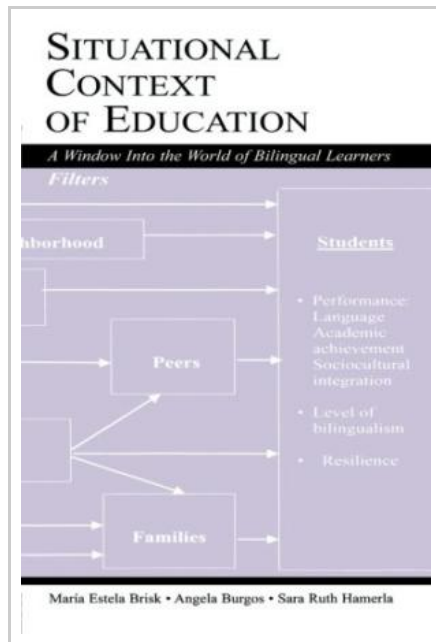 SITUATIONAL
CONTEXT
OF EDUCATION
A Window Into the World of Bilingual Learners
Filters
hborhood
Students
• Performance:
Language
Academic
achievement
Sociocultural
integration
Peers
• Level of
bilingualism
• Resilience
Families
María Estela Brisk • Angela Burgos • Sara Ruth Hamerla